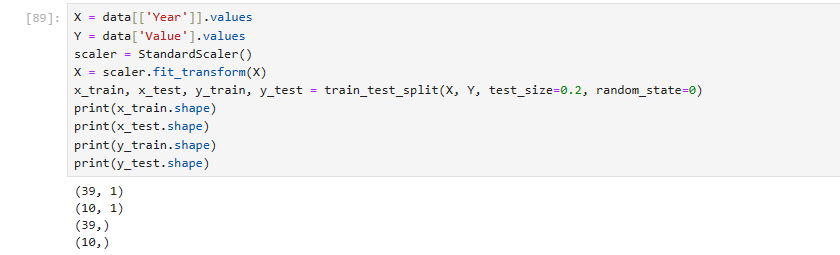 [89]: X = data[['Year']].values
Y = data['Value'].values
scaler = StandardScaler()
X = scaler.fit_transform(X)
x_train, x_test, y_train, y_test = train_test_split(X, Y, test_size=0.2, random_state=0)
print(x_train.shape)
print(x_test.shape)
print(y_train.shape)
print(y_test.shape)
(39, 1)
(10, 1)
(39,)
(10,)